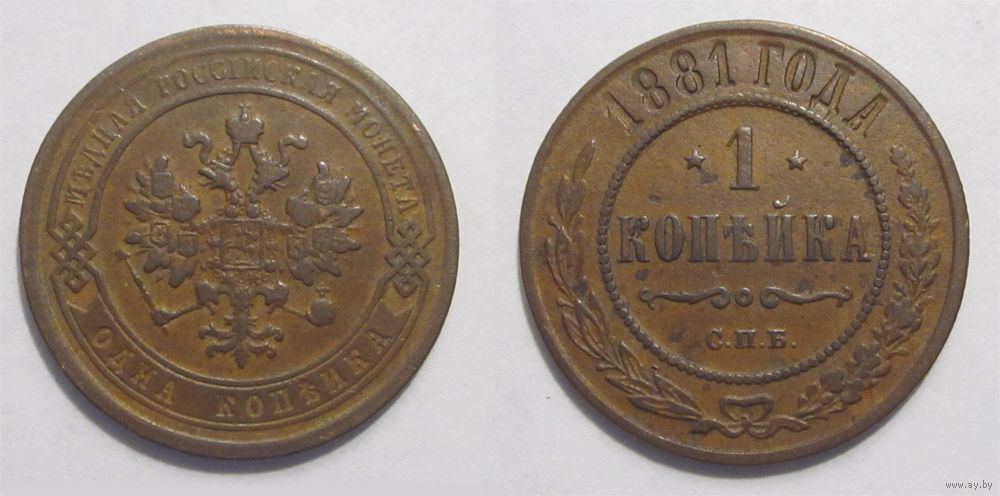 МѢДНАЯ РОССІЙСКАЯ МОНЕТА
ОДНА КОПѢЙКА
1881 ГОДА
1
КОПѢЙКА
С.П.Б.
www.ay.by